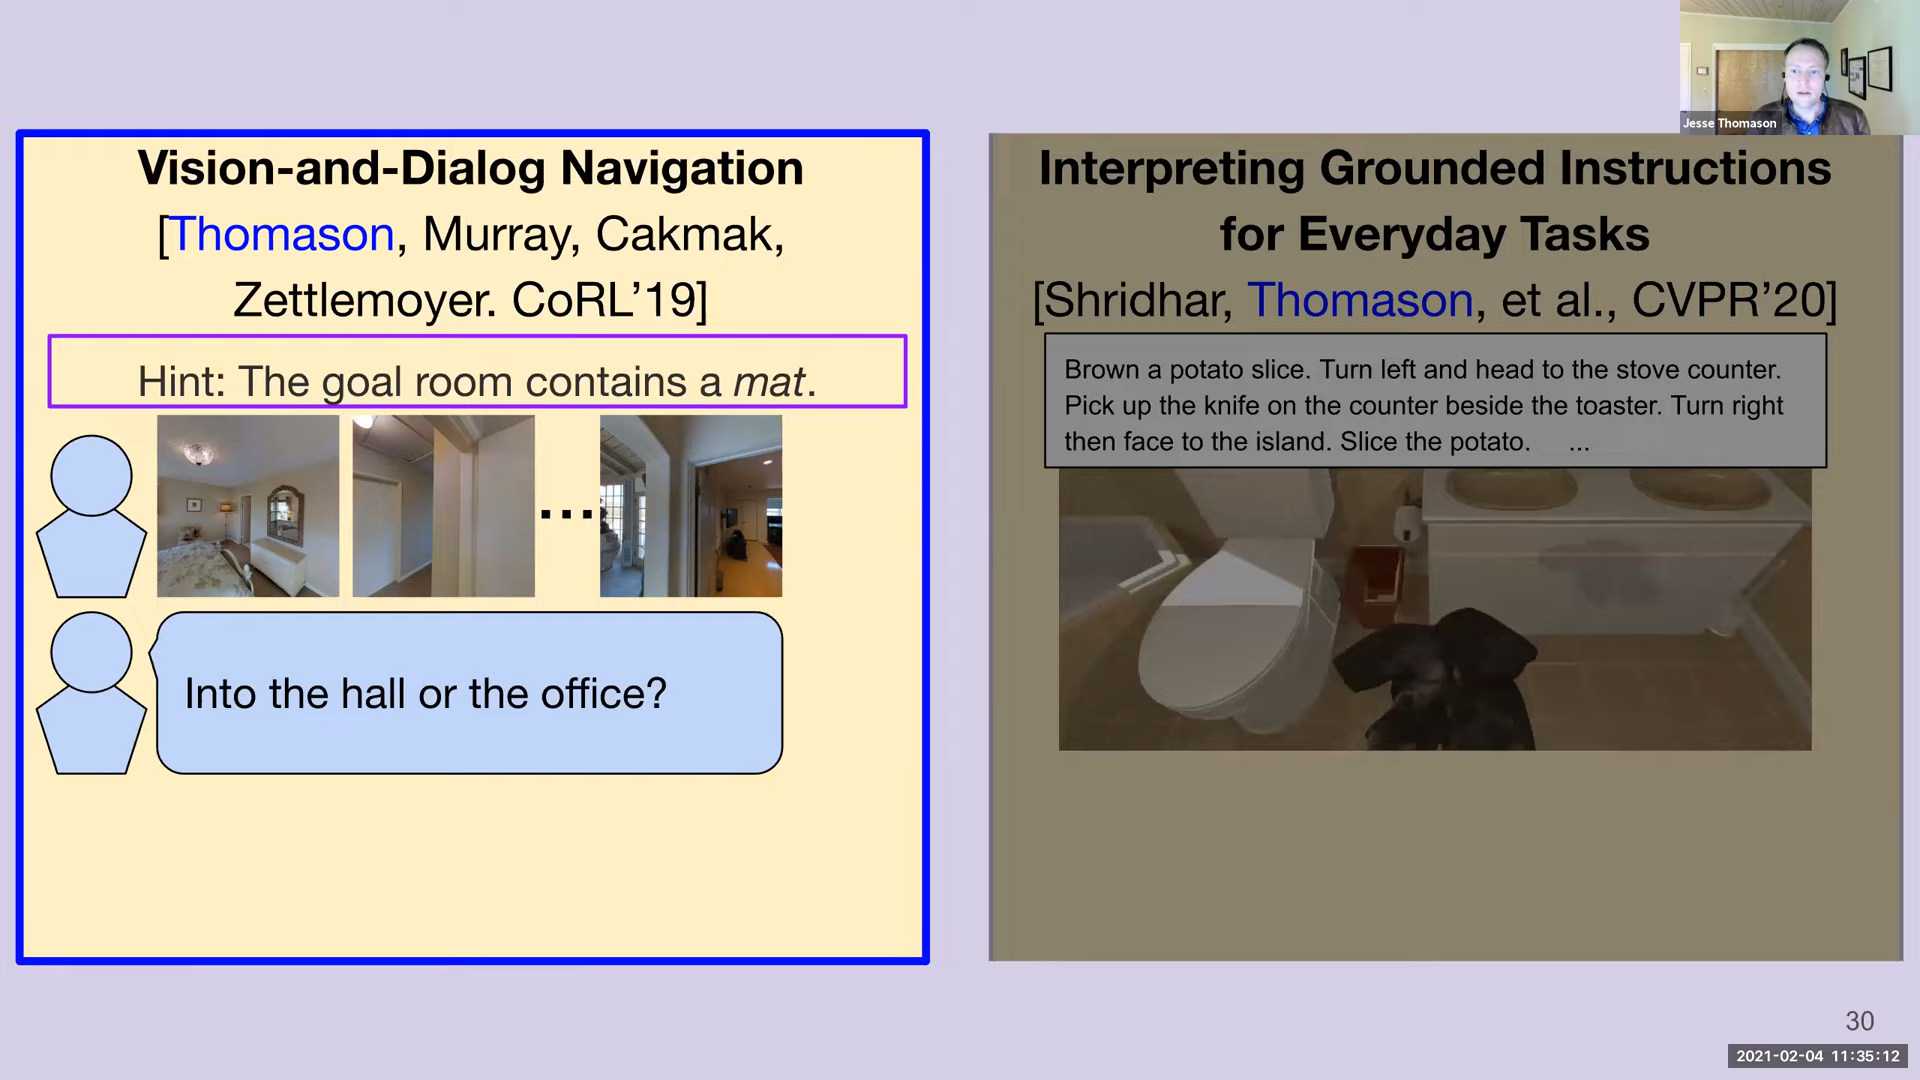 Jesse Thomason
Vision-and-Dialog Navigation
[Thomason, Murray, Cakmak,
Zettlemoyer. CoRL’19]
Hint: The goal room contains a mat.
...
Into the hall or the office?
Interpreting Grounded Instructions
for Everyday Tasks
[Shridhar, Thomason, et al., CVPR’20]
Brown a potato slice. Turn left and head to the stove counter.
Pick up the knife on the counter beside the toaster. Turn right
then face to the island. Slice the potato. ...
30
2021-02-04 11:35:12